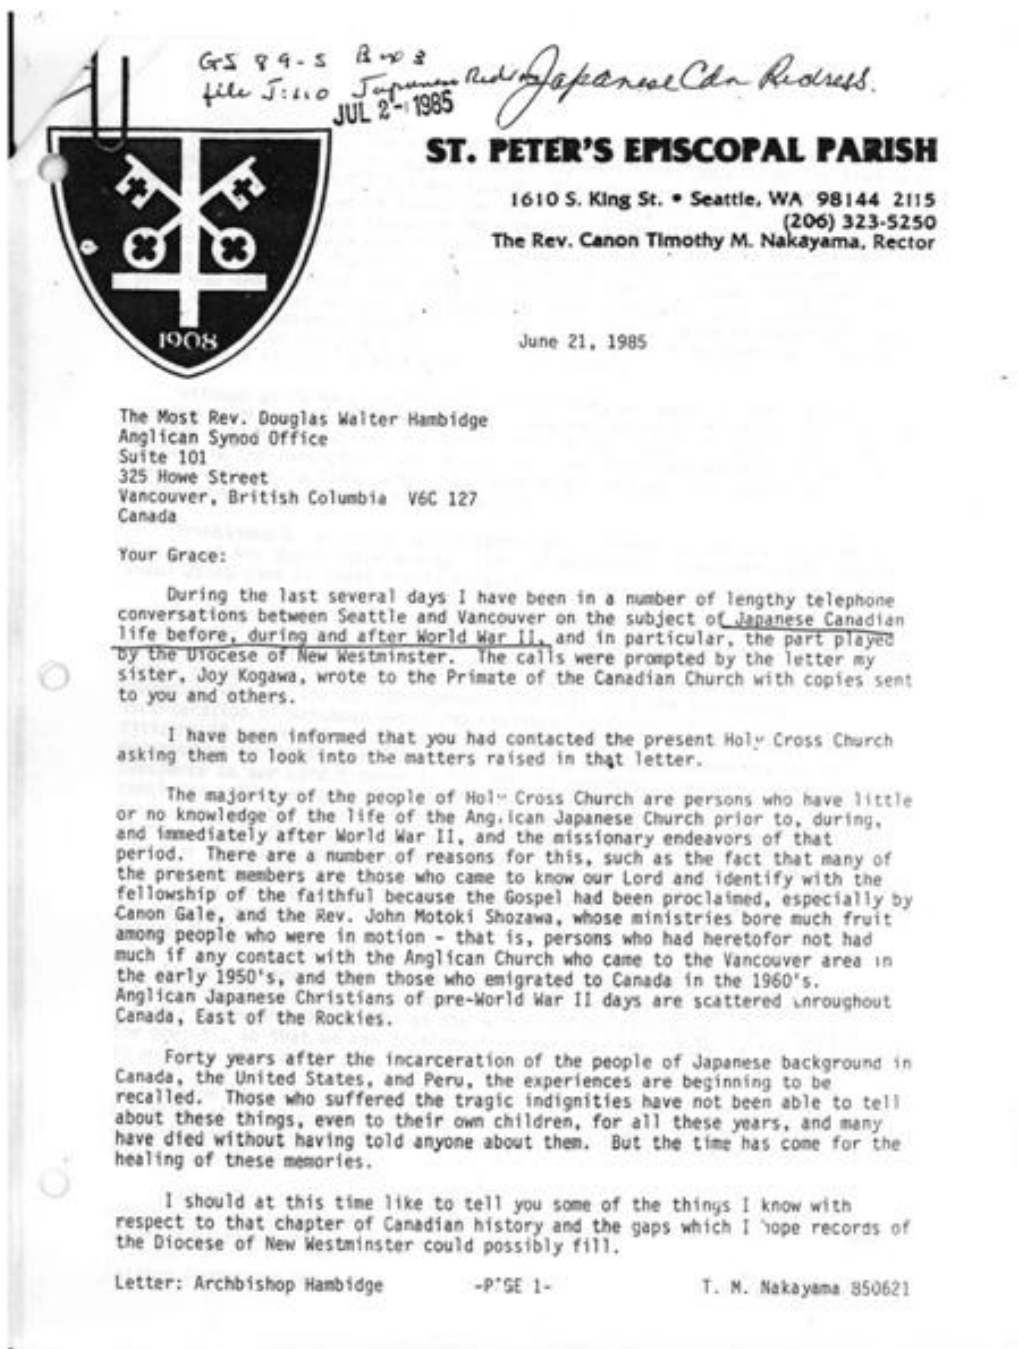 GS 89-5 Box 3
file J:110 Japanese Redress
Japanese Cdn Redress.
JUL 2 - 1985
ST. PETER'S EPISCOPAL PARISH
1610 S. King St. • Seattle, WA 98144 2115
(206) 323-5250
The Rev. Canon Timothy M. Nakayama, Rector
1908
June 21, 1985
The Most Rev. Douglas Walter Hambidge
Anglican Synod Office
Suite 101
325 Howe Street
Vancouver, British Columbia V6C 127
Canada
Your Grace:
During the last several days I have been in a number of lengthy telephone
conversations between Seattle and Vancouver on the subject of Japanese Canadian
life before, during and after World War II, and in particular, the part played
by the Diocese of New Westminster. The calls were prompted by the letter my
sister, Joy Kogawa, wrote to the Primate of the Canadian Church with copies sent
to you and others.
I have been informed that you had contacted the present Holy Cross Church
asking them to look into the matters raised in that letter.
The majority of the people of Holy Cross Church are persons who have little
or no knowledge of the life of the Anglican Japanese Church prior to, during,
and immediately after World War II, and the missionary endeavors of that
period. There are a number of reasons for this, such as the fact that many of
the present members are those who came to know our Lord and identify with the
fellowship of the faithful because the Gospel had been proclaimed, especially by
Canon Gale, and the Rev. John Motoki Shozawa, whose ministries bore much fruit
among people who were in motion - that is, persons who had heretofor not had
much if any contact with the Anglican Church who came to the Vancouver area in
the early 1950's, and then those who emigrated to Canada in the 1960's.
Anglican Japanese Christians of pre-World War II days are scattered throughout
Canada, East of the Rockies.
Forty years after the incarceration of the people of Japanese background in
Canada, the United States, and Peru, the experiences are beginning to be
recalled. Those who suffered the tragic indignities have not been able to tell
about these things, even to their own children, for all these years, and many
have died without having told anyone about them. But the time has come for the
healing of these memories.
I should at this time like to tell you some of the things I know with
respect to that chapter of Canadian history and the gaps which I hope records of
the Diocese of New Westminster could possibly fill.
Letter: Archbishop Hambidge -PAGE 1- T. M. Nakayama 850621